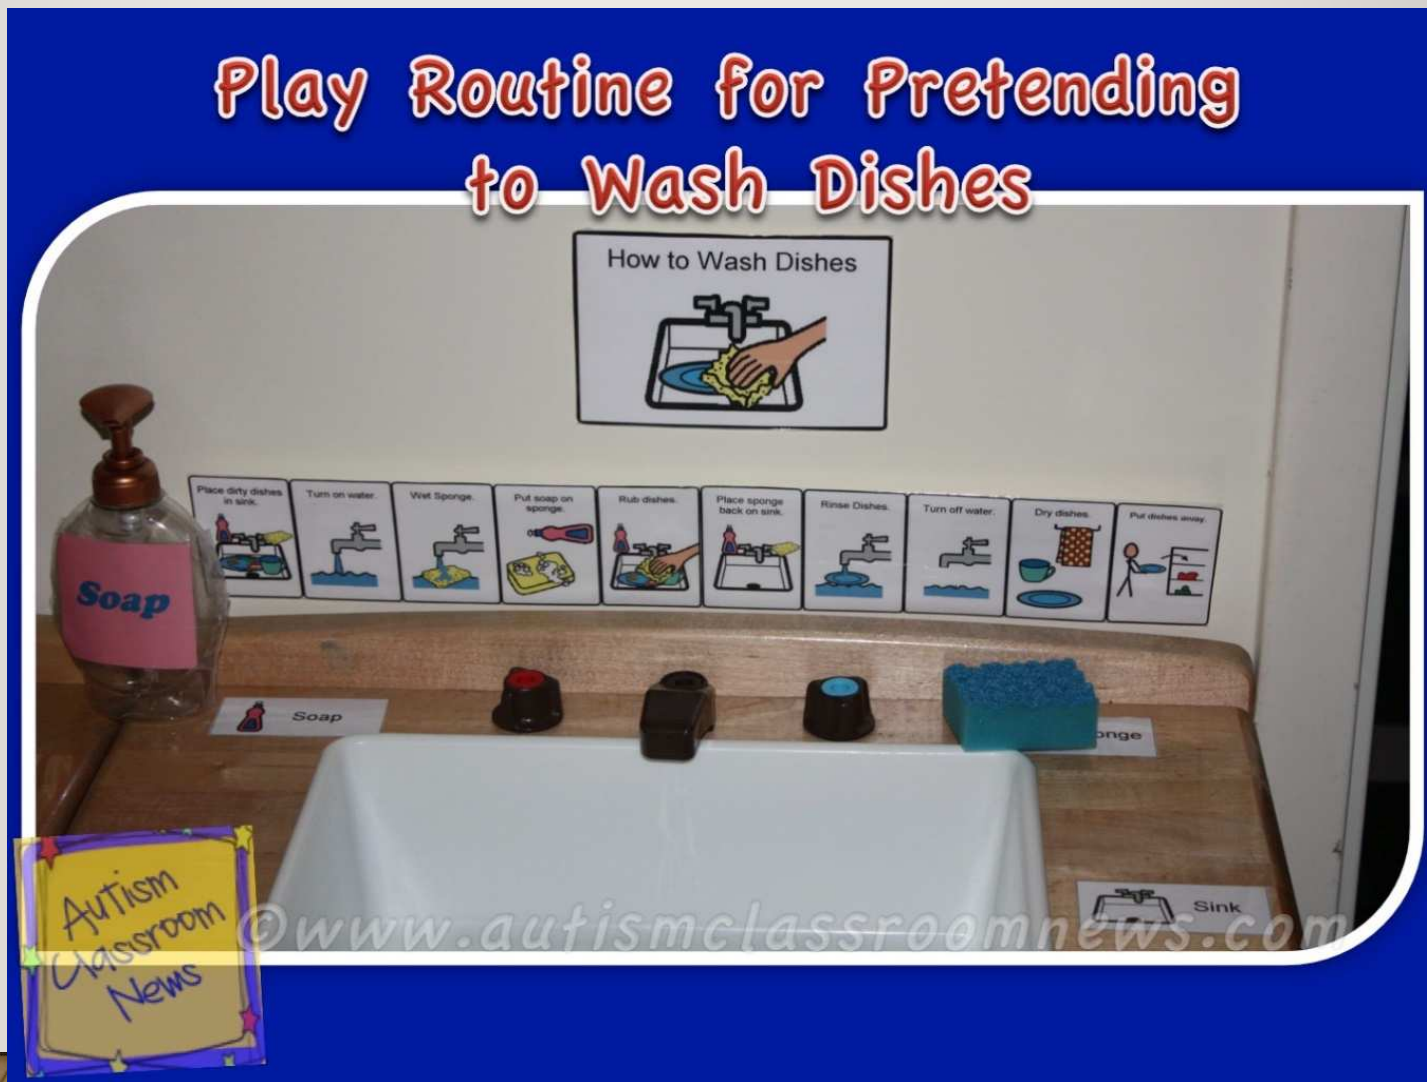 Play Routine for Pretending
to Wash Dishes
How to Wash Dishes
Place dirty dishes
in sink.
Turn on water.
Wet Sponge.
Put soap on
sponge.
Rub dishes.
Place sponge
back on sink.
Rinse Dishes.
Turn off water.
Dry dishes.
Put dishes away.
Soap
Soap
onge
Sink
Autism
Classroom
News
©www.autismclassroomnews.com